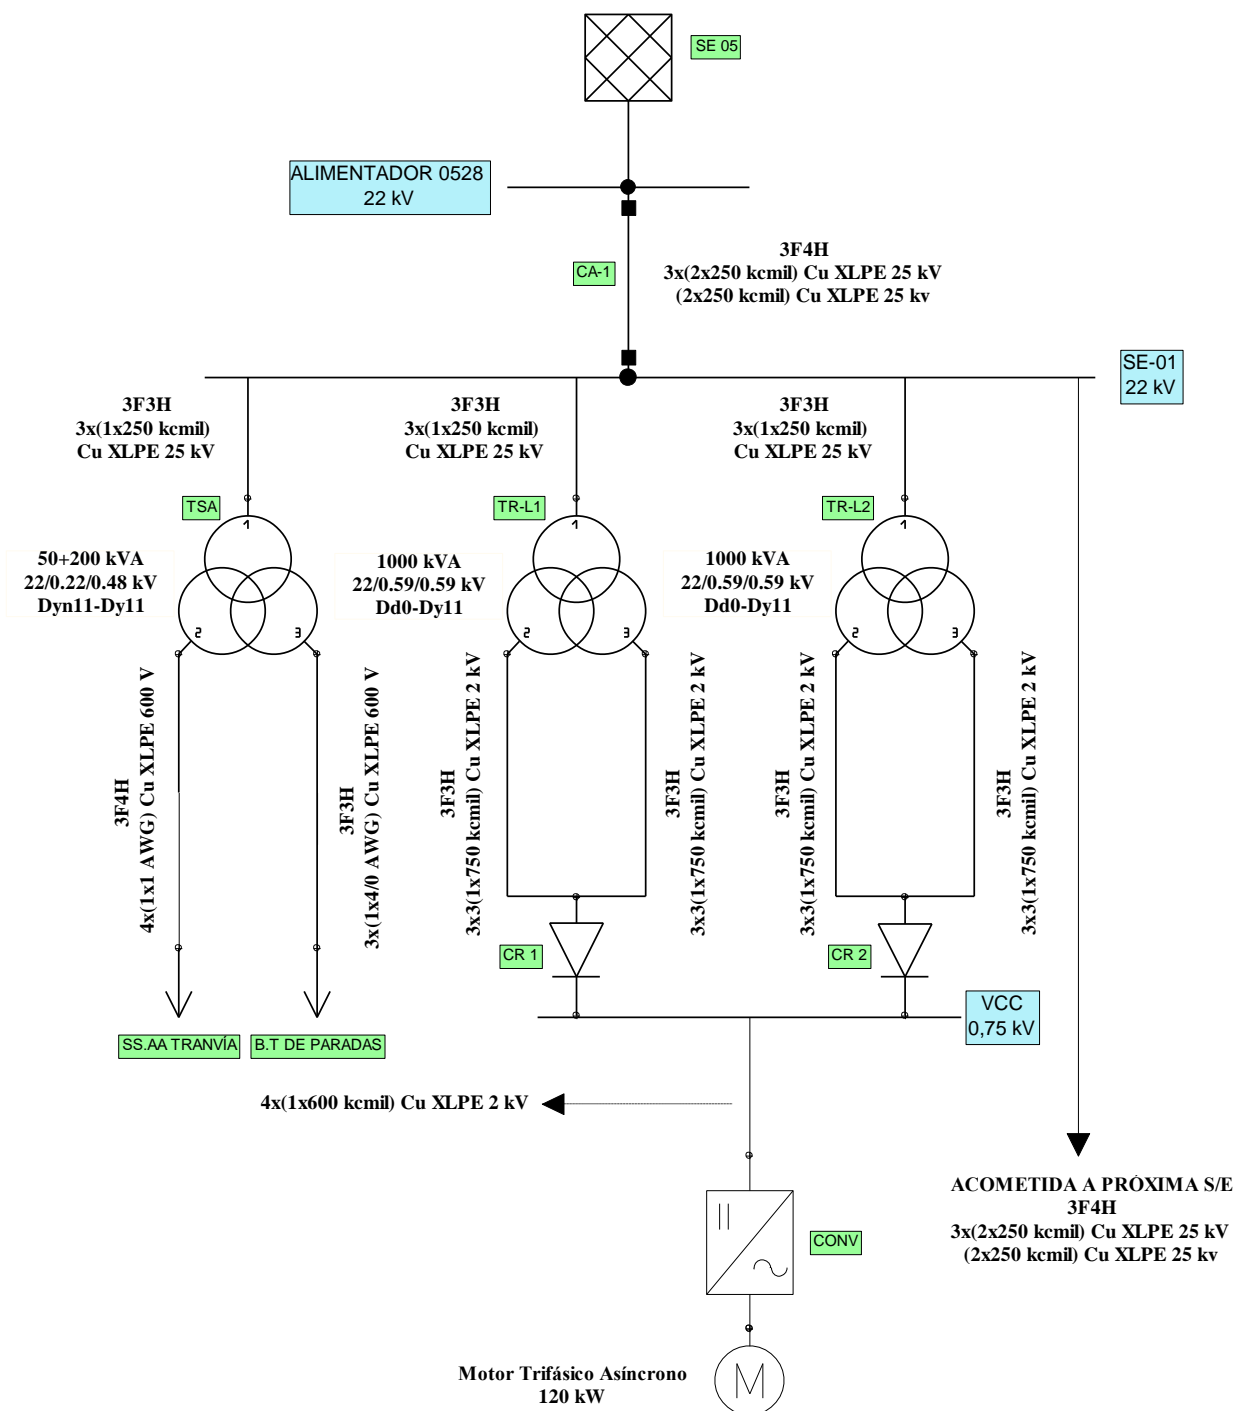 SE 05
ALIMENTADOR 0528
22 kV
CA-1
3F4H
3x(2x250 kcmil) Cu XLPE 25 kV
(2x250 kcmil) Cu XLPE 25 kv
SE-01
22 kV
3F3H
3x(1x250 kcmil)
Cu XLPE 25 kV
3F3H
3x(1x250 kcmil)
Cu XLPE 25 kV
3F3H
3x(1x250 kcmil)
Cu XLPE 25 kV
TSA
1
2
3
50+200 kVA
22/0.22/0.48 kV
Dyn11-Dy11
TR-L1
1
2
3
1000 kVA
22/0.59/0.59 kV
Dd0-Dy11
TR-L2
1
2
3
1000 kVA
22/0.59/0.59 kV
Dd0-Dy11
3F4H
4x(1x1 AWG) Cu XLPE 600 V
3F3H
3x(1x4/0 AWG) Cu XLPE 600 V
3F3H
3x3(1x750 kcmil) Cu XLPE 2 kV
3F3H
3x3(1x750 kcmil) Cu XLPE 2 kV
3F3H
3x3(1x750 kcmil) Cu XLPE 2 kV
3F3H
3x3(1x750 kcmil) Cu XLPE 2 kV
CR 1
CR 2
VCC
0,75 kV
SS.AA TRANVÍA
B.T DE PARADAS
4x(1x600 kcmil) Cu XLPE 2 kV
ACOMETIDA A PRÓXIMA S/E
3F4H
3x(2x250 kcmil) Cu XLPE 25 kV
(2x250 kcmil) Cu XLPE 25 kv
CONV
Motor Trifásico Asíncrono
120 kW
M